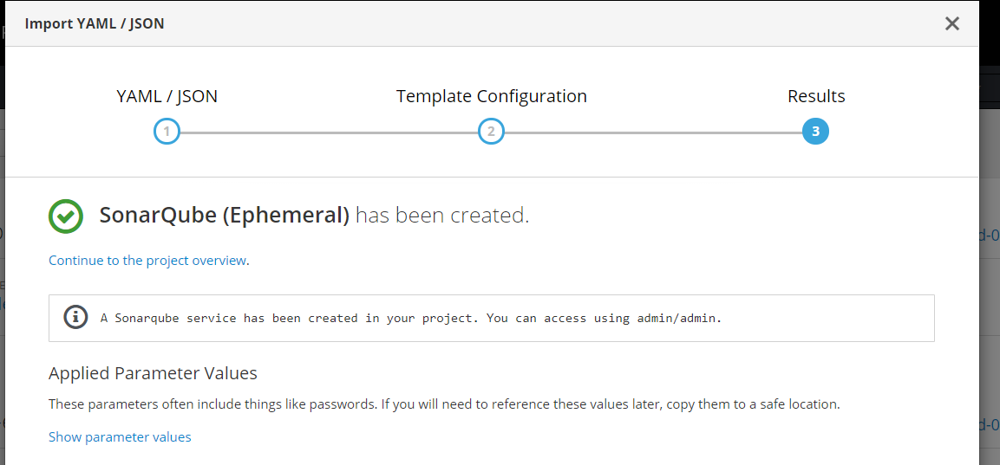 Import YAML / JSON
YAML / JSON
Template Configuration
Results
1
2
3
SonarQube (Ephemeral) has been created.
Continue to the project overview.
A Sonarqube service has been created in your project. You can access using admin/admin.
Applied Parameter Values
These parameters often include things like passwords. If you will need to reference these values later, copy them to a safe location.
Show parameter values
d-0
d-0